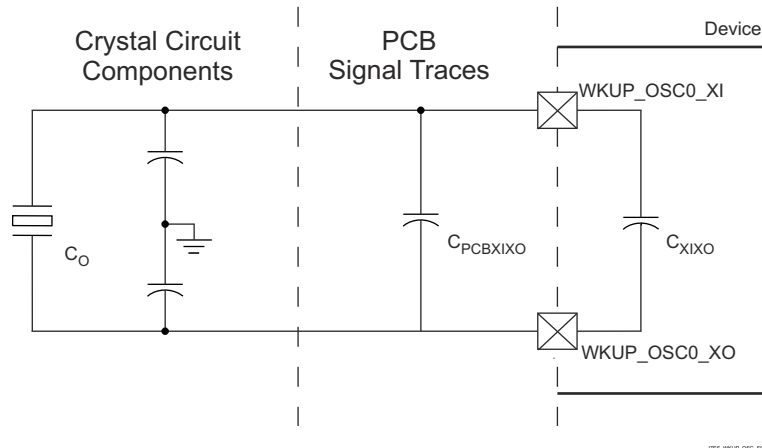 Crystal Circuit
Components
PCB
Signal Traces
Device
WKUP_OSC0_XI
C_O
C_PCBXIXO
C_XIXO
WKUP_OSC0_XO